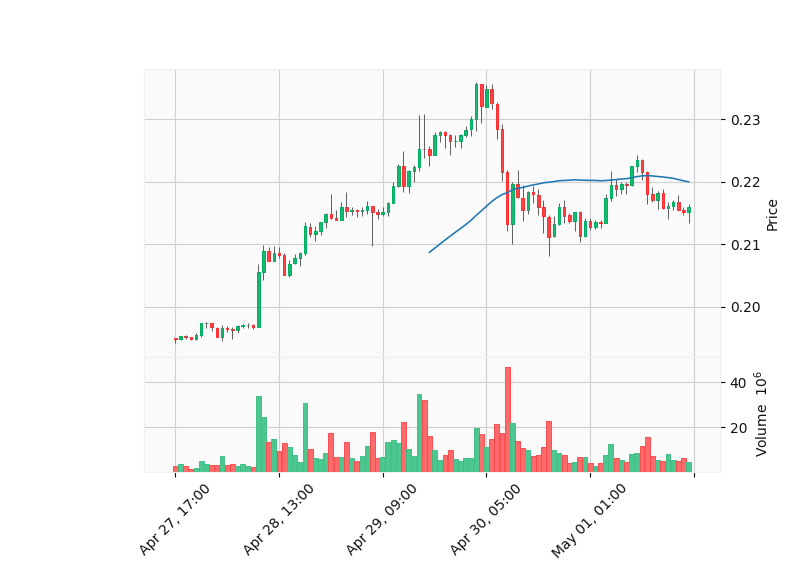 0.23
0.22
0.21
0.20
Price
40
20
Volume 10^6
Apr 27, 17:00
Apr 28, 13:00
Apr 29, 09:00
Apr 30, 05:00
May 01, 01:00